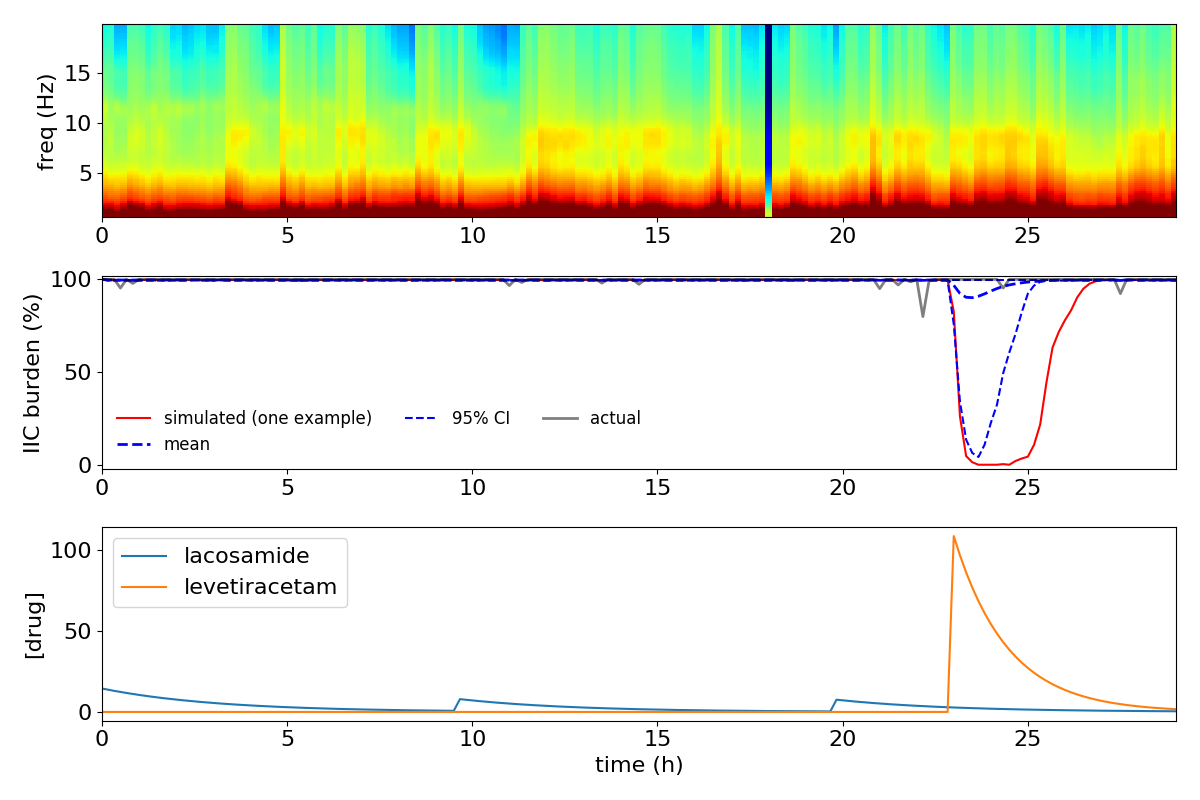 freq (Hz)
15
10
5
0 5 10 15 20 25
IIC burden (%)
100
50
0
simulated (one example) 95% CI actual
mean
0 5 10 15 20 25
[drug]
100
50
0
lacosamide
levetiracetam
0 5 10 15 20 25
time (h)